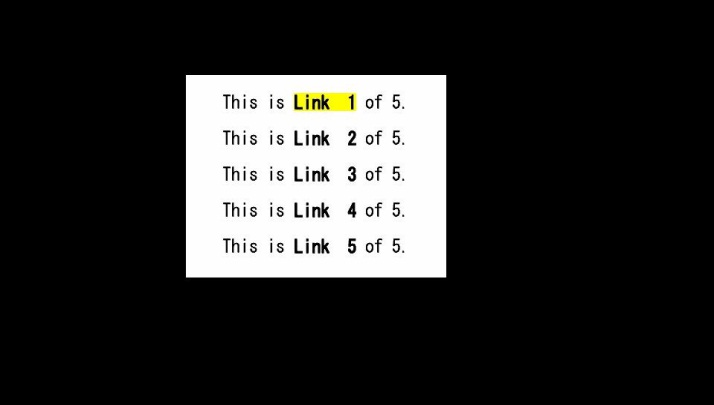 This is Link 1 of 5.
This is Link 2 of 5.
This is Link 3 of 5.
This is Link 4 of 5.
This is Link 5 of 5.